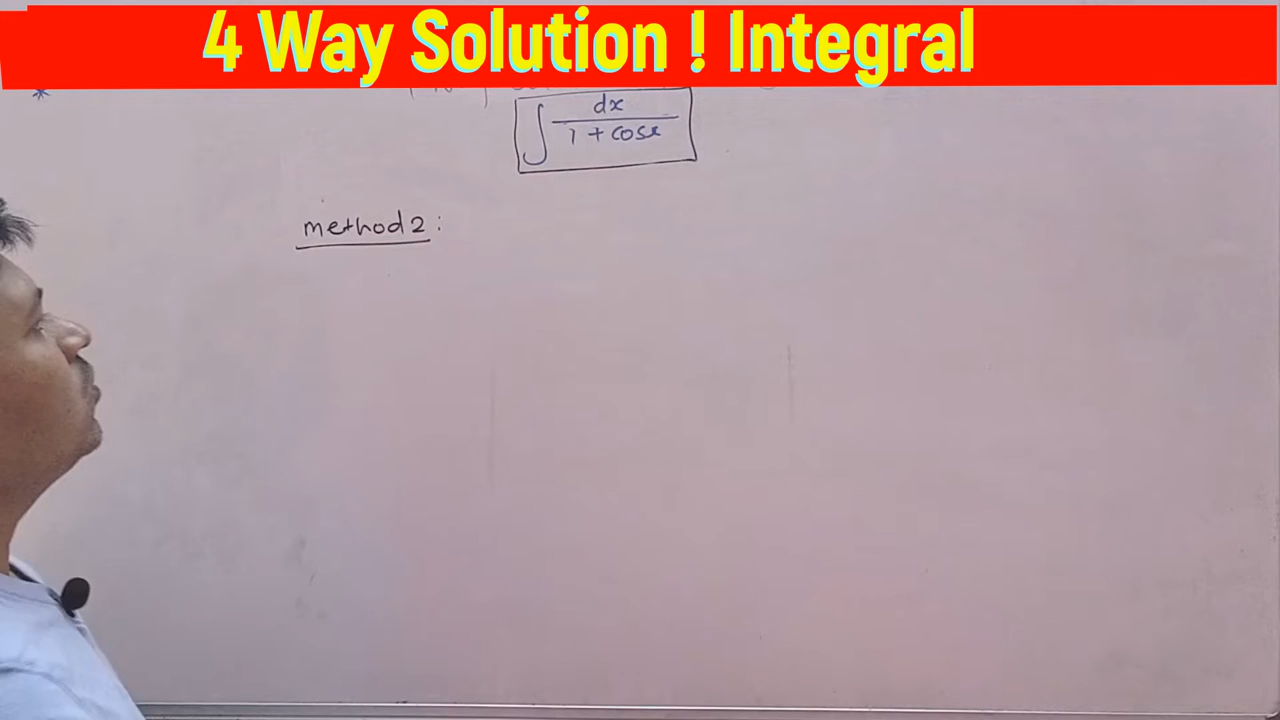 4 Way Solution ! Integral
∫ dx
1 + cosx
method 2 :